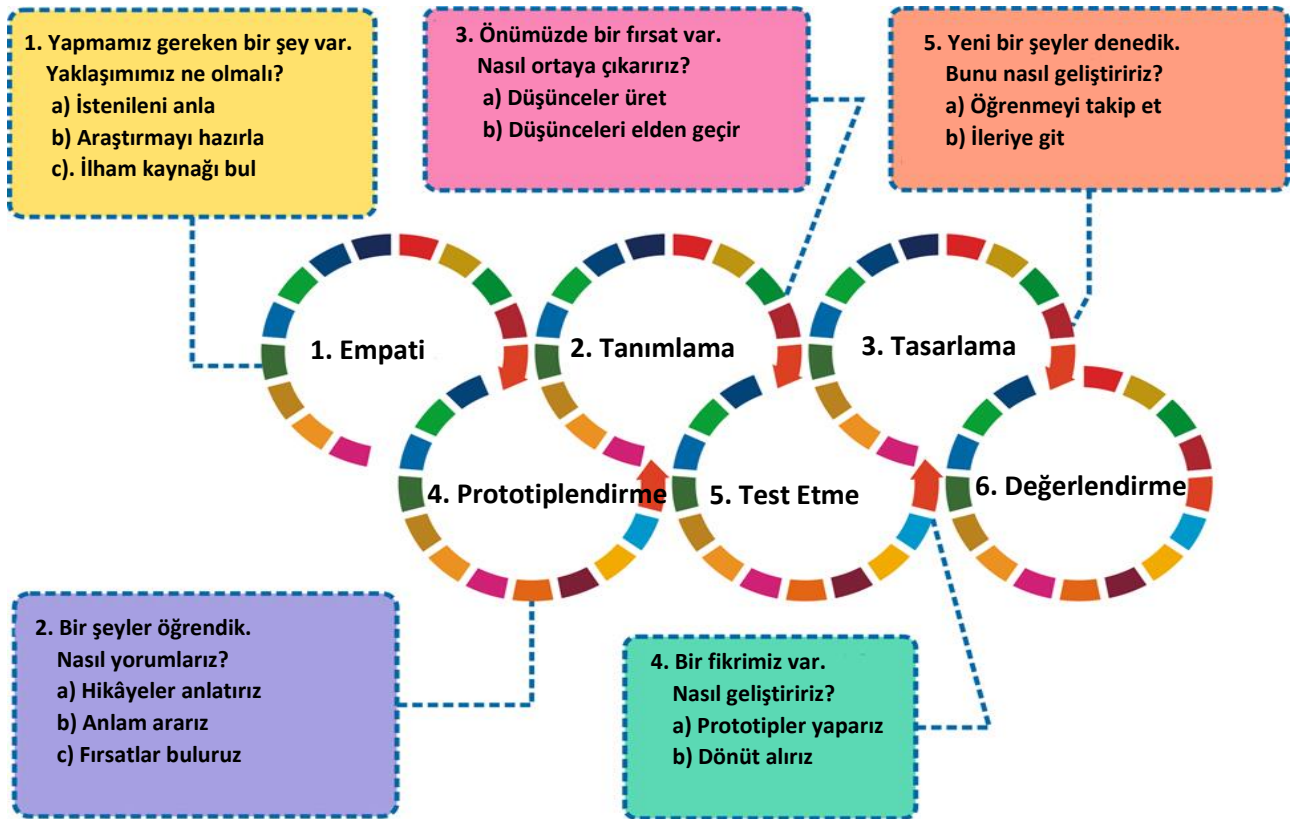 1. Yapmamız gereken bir şey var.
Yaklaşımımız ne olmalı?
a) İstenileni anla
b) Araştırmayı hazırla
c). İlham kaynağı bul
3. Önümüzde bir fırsat var.
Nasıl ortaya çıkarırız?
a) Düşünceler üret
b) Düşünceleri elden geçir
5. Yeni bir şeyler denedik.
Bunu nasıl geliştiririz?
a) Öğrenmeyi takip et
b) İleriye git
1. Empati
2. Tanımlama
3. Tasarlama
4. Prototiplendirme
5. Test Etme
6. Değerlendirme
2. Bir şeyler öğrendik.
Nasıl yorumlarız?
a) Hikâyeler anlatırız
b) Anlam ararız
c) Fırsatlar buluruz
4. Bir fikrimiz var.
Nasıl geliştiririz?
a) Prototipler yaparız
b) Dönüt alırız